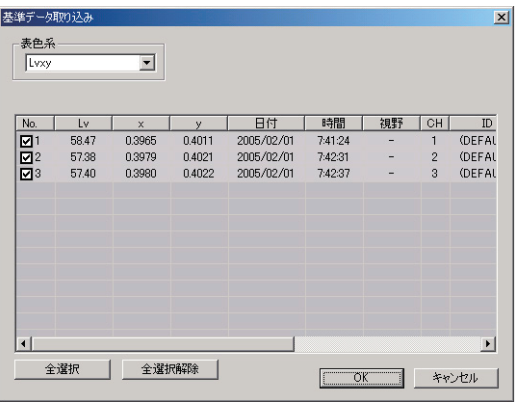 基準データ取り込み
表色系
Lvxy
No. Lv x y 日付 時間 視野 CH ID
1 58.47 0.3965 0.4011 2005/02/01 7:41:24 - 1 (DEFAU
2 57.38 0.3979 0.4021 2005/02/01 7:42:31 - 2 (DEFAU
3 57.40 0.3980 0.4022 2005/02/01 7:42:37 - 3 (DEFAU
全選択 全選択解除 OK キャンセル